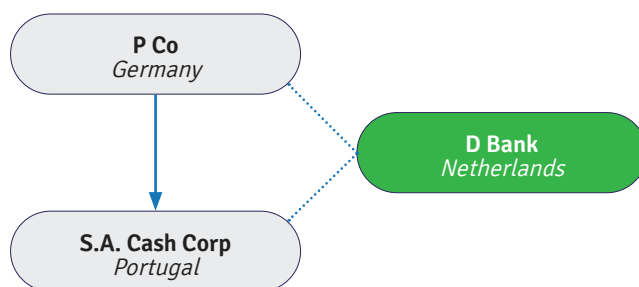 P Co
Germany
D Bank
Netherlands
S.A. Cash Corp
Portugal